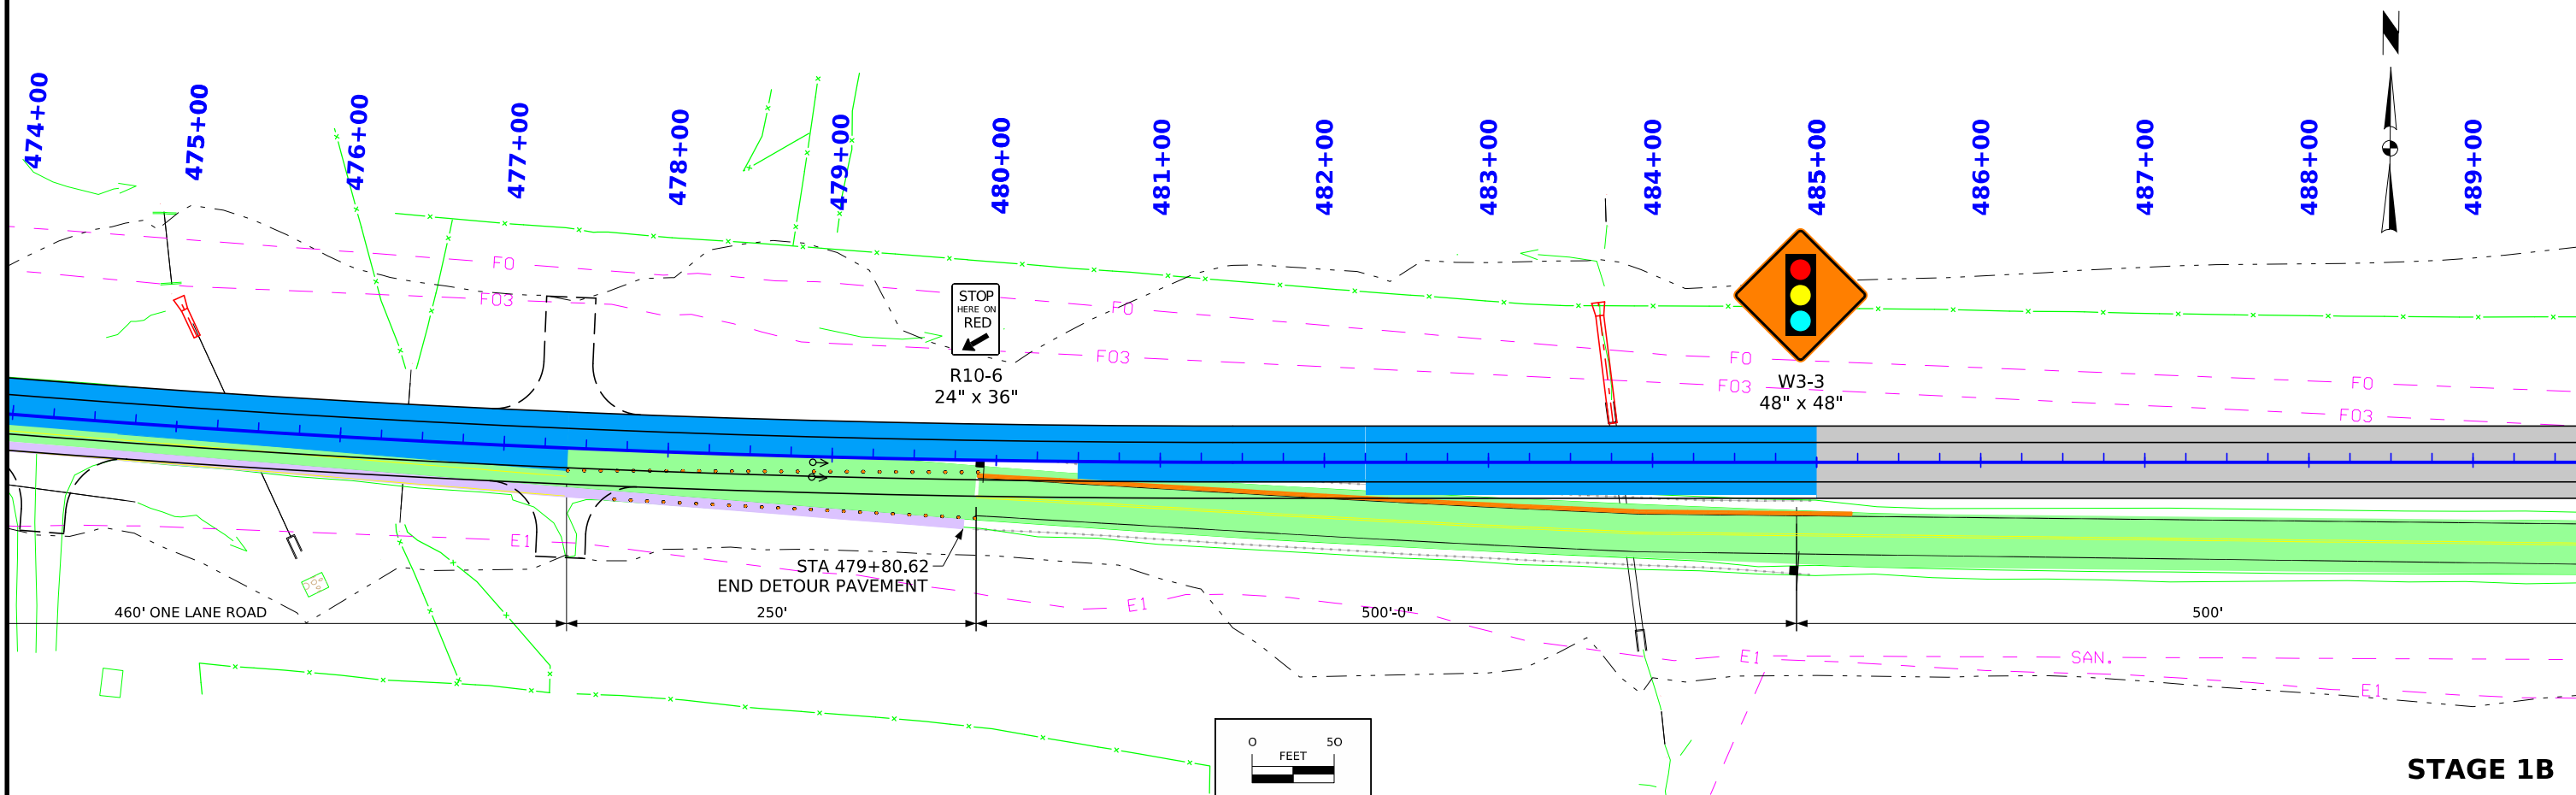 N
474+00
475+00
476+00
477+00
478+00
479+00
480+00
481+00
482+00
483+00
484+00
485+00
486+00
487+00
488+00
489+00
FO
FO3
STOP
HERE ON
RED
R10-6
24" x 36"
FO
FO3
W3-3
48" x 48"
FO
FO3
FO
FO3
E1
STA 479+80.62
END DETOUR PAVEMENT
E1
460' ONE LANE ROAD
250'
500'-0"
500'
E1
SAN.
E1
0 50
FEET
STAGE 1B